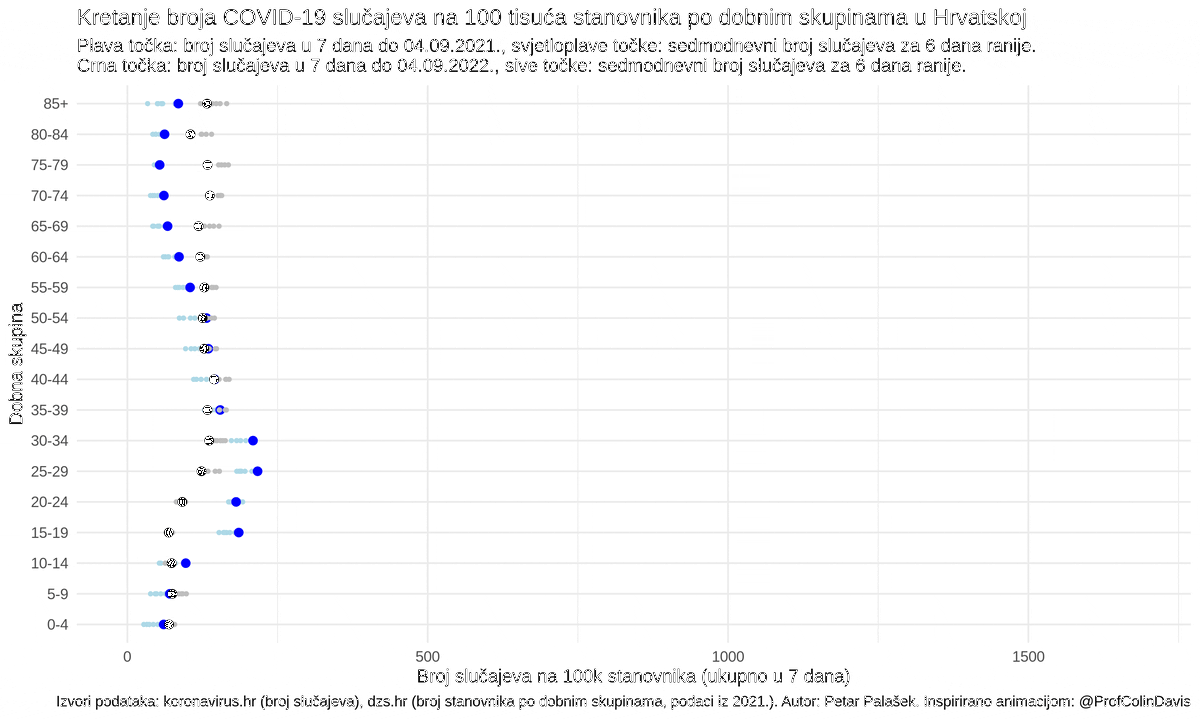 Kretanje broja COVID-19 slučajeva na 100 tisuća stanovnika po dobnim skupinama u Hrvatskoj
Plava točka: broj slučajeva u 7 dana do 04.09.2021., svjetloplave točke: sedmodnevni broj slučajeva za 6 dana ranije.
Crna točka: broj slučajeva u 7 dana do 04.09.2022., sive točke: sedmodnevni broj slučajeva za 6 dana ranije.
Dobna skupina
85+
80-84
75-79
70-74
65-69
60-64
55-59
50-54
45-49
40-44
35-39
30-34
25-29
20-24
15-19
10-14
5-9
0-4
0 500 1000 1500
Broj slučajeva na 100k stanovnika (ukupno u 7 dana)
Izvori podataka: koronavirus.hr (broj slučajeva), dzs.hr (broj stanovnika po dobnim skupinama, podaci iz 2021.). Autor: Petar Palašek. Inspirirano animacijom: @ProfColinDavis